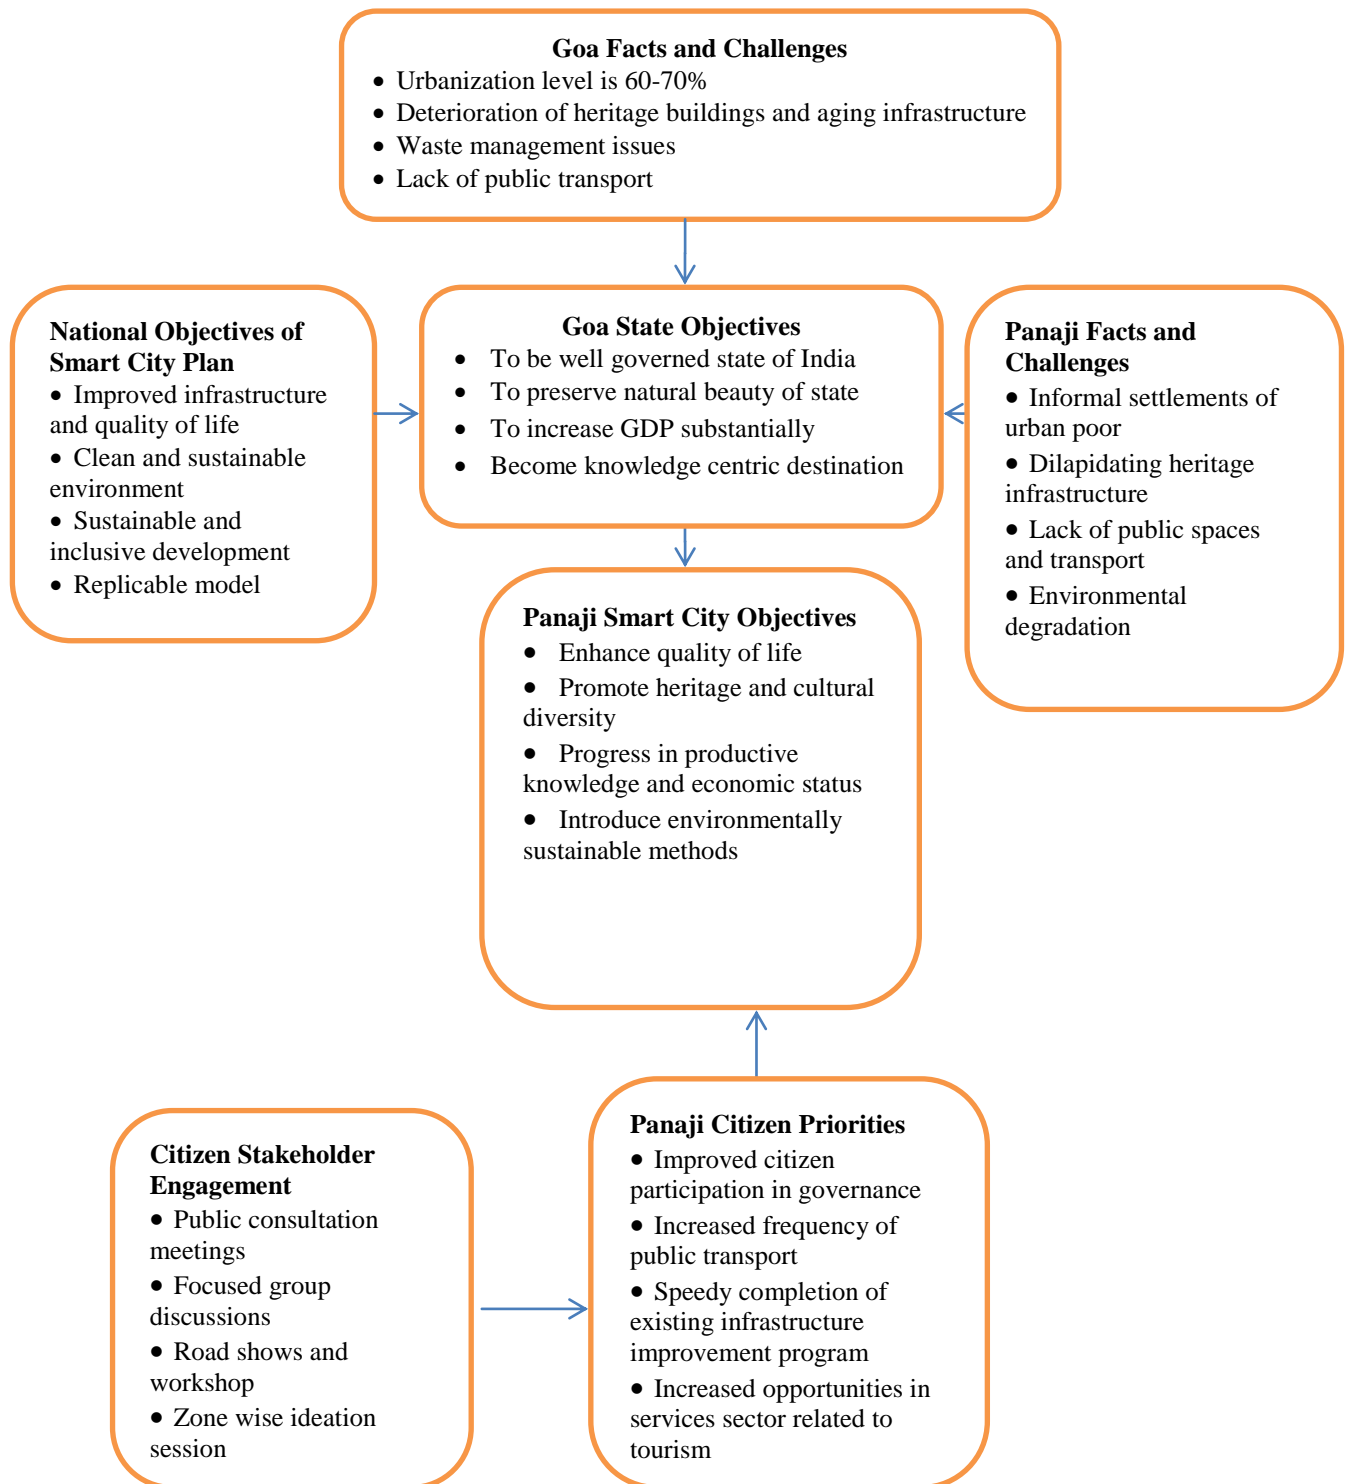 Goa Facts and Challenges
• Urbanization level is 60-70%
• Deterioration of heritage buildings and aging infrastructure
• Waste management issues
• Lack of public transport
National Objectives of
Smart City Plan
• Improved infrastructure
and quality of life
• Clean and sustainable
environment
• Sustainable and
inclusive development
• Replicable model
Goa State Objectives
• To be well governed state of India
• To preserve natural beauty of state
• To increase GDP substantially
• Become knowledge centric destination
Panaji Facts and
Challenges
• Informal settlements of
urban poor
• Dilapidating heritage
infrastructure
• Lack of public spaces
and transport
• Environmental
degradation
Panaji Smart City Objectives
• Enhance quality of life
• Promote heritage and cultural
diversity
• Progress in productive
knowledge and economic status
• Introduce environmentally
sustainable methods
Citizen Stakeholder
Engagement
• Public consultation
meetings
• Focused group
discussions
• Road shows and
workshop
• Zone wise ideation
session
Panaji Citizen Priorities
• Improved citizen
participation in governance
• Increased frequency of
public transport
• Speedy completion of
existing infrastructure
improvement program
• Increased opportunities in
services sector related to
tourism